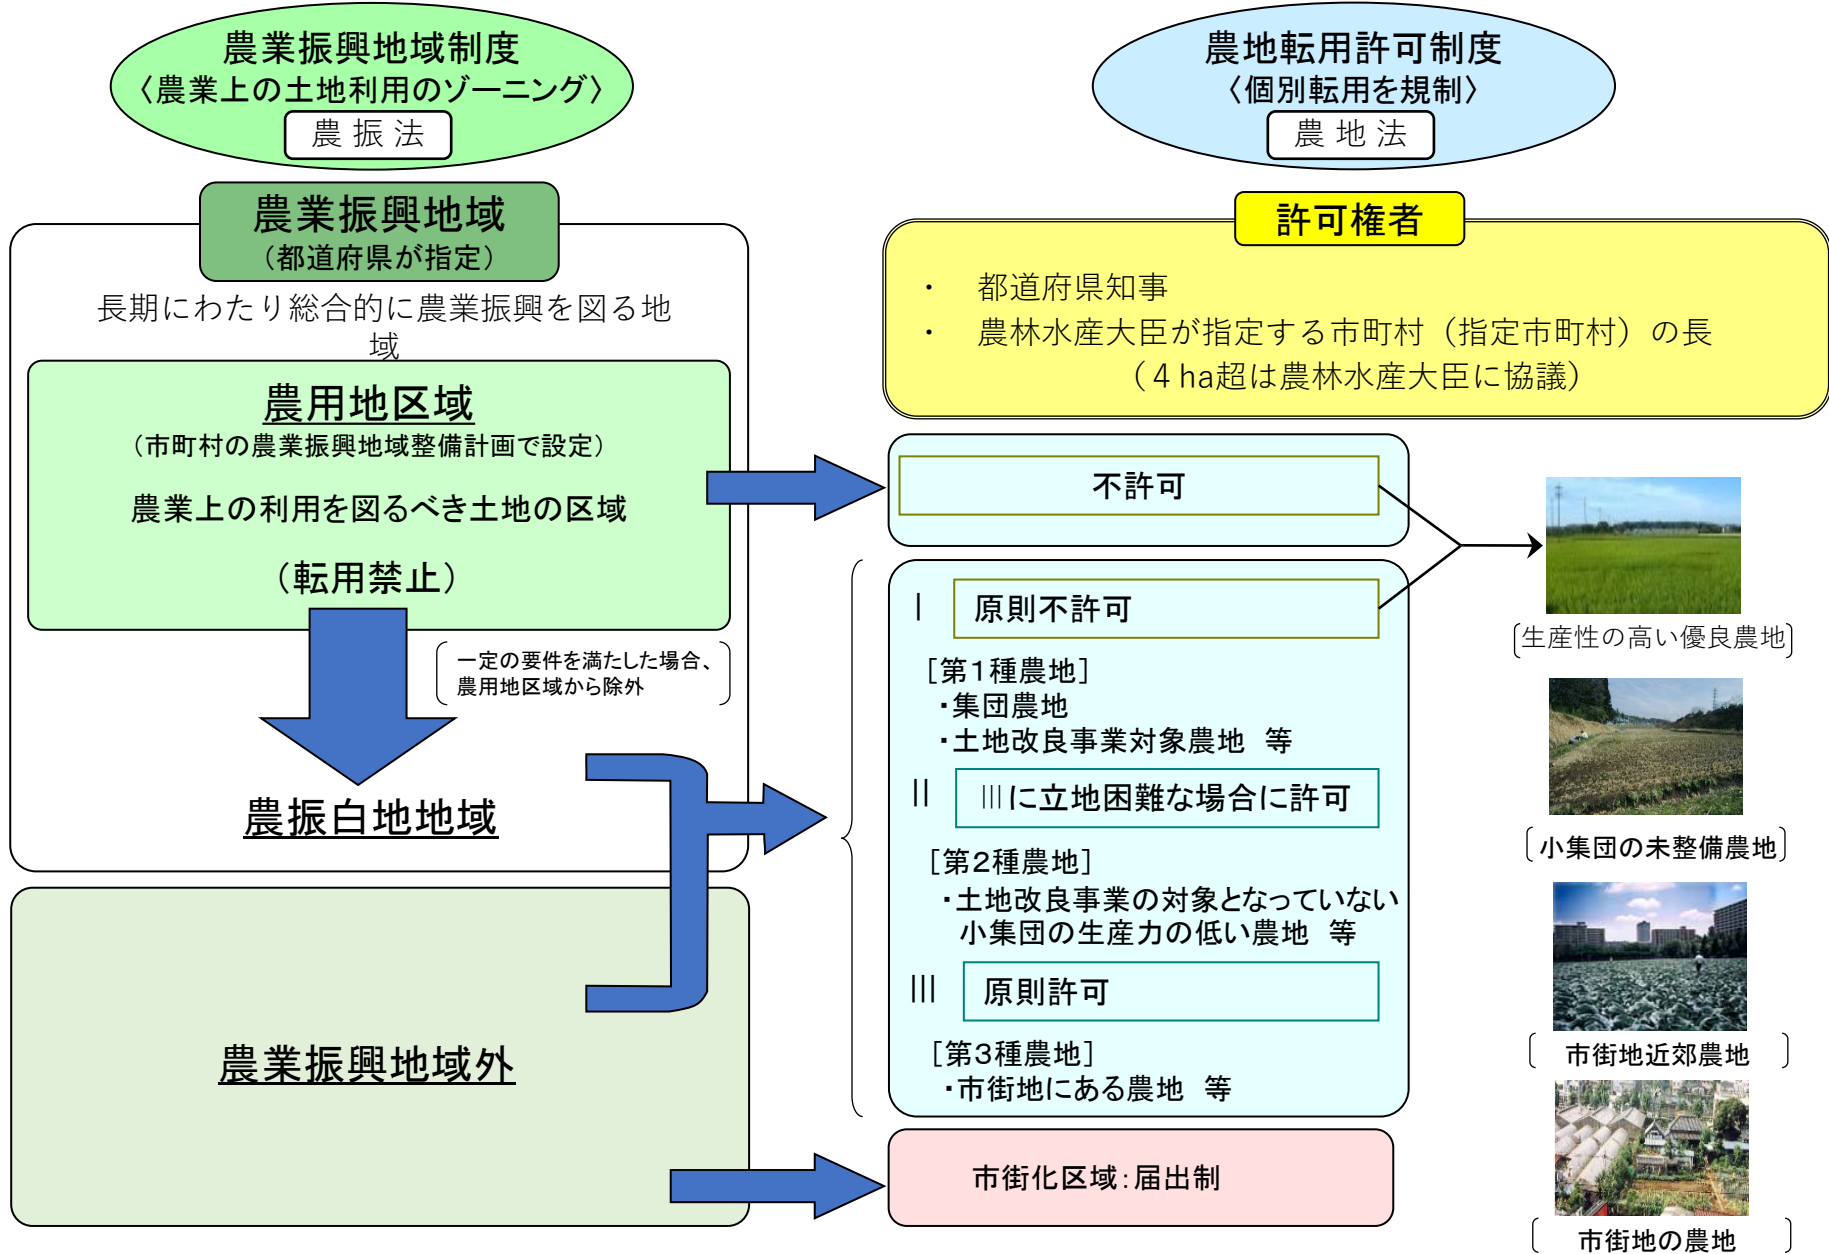 農業振興地域制度
〈農業上の土地利用のゾーニング〉
農振法
農業振興地域
（都道府県が指定）
長期にわたり総合的に農業振興を図る地
域
農用地区域
（市町村の農業振興地域整備計画で設定）
農業上の利用を図るべき土地の区域
（転用禁止）
一定の要件を満たした場合、
農用地区域から除外
農振白地地域
農業振興地域外
農地転用許可制度
〈個別転用を規制〉
農地法
許可権者
・　都道府県知事
・　農林水産大臣が指定する市町村（指定市町村）の長
（４ha超は農林水産大臣に協議）
不許可
Ⅰ 原則不許可
［第１種農地］
・集団農地
・土地改良事業対象農地　等
Ⅱ Ⅲに立地困難な場合に許可
［第２種農地］
・土地改良事業の対象となっていない
小集団の生産力の低い農地　等
Ⅲ 原則許可
［第３種農地］
・市街地にある農地　等
市街化区域：届出制
生産性の高い優良農地
小集団の未整備農地
市街地近郊農地
市街地の農地